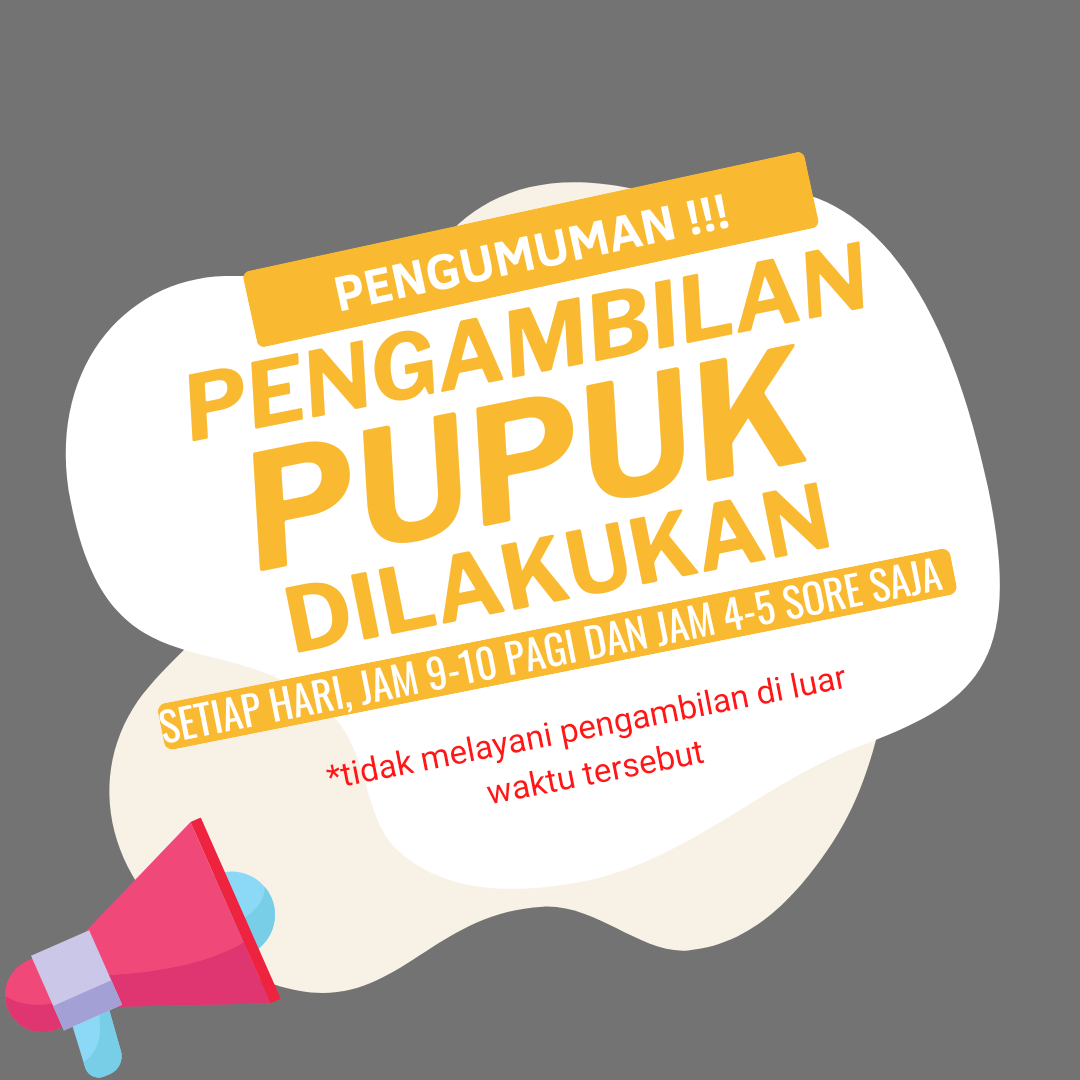 PENGUMUMAN !!!
PENGAMBILAN
PUPUK
DILAKUKAN
SETIAP HARI, JAM 9-10 PAGI DAN JAM 4-5 SORE SAJA
*tidak melayani pengambilan di luar
waktu tersebut